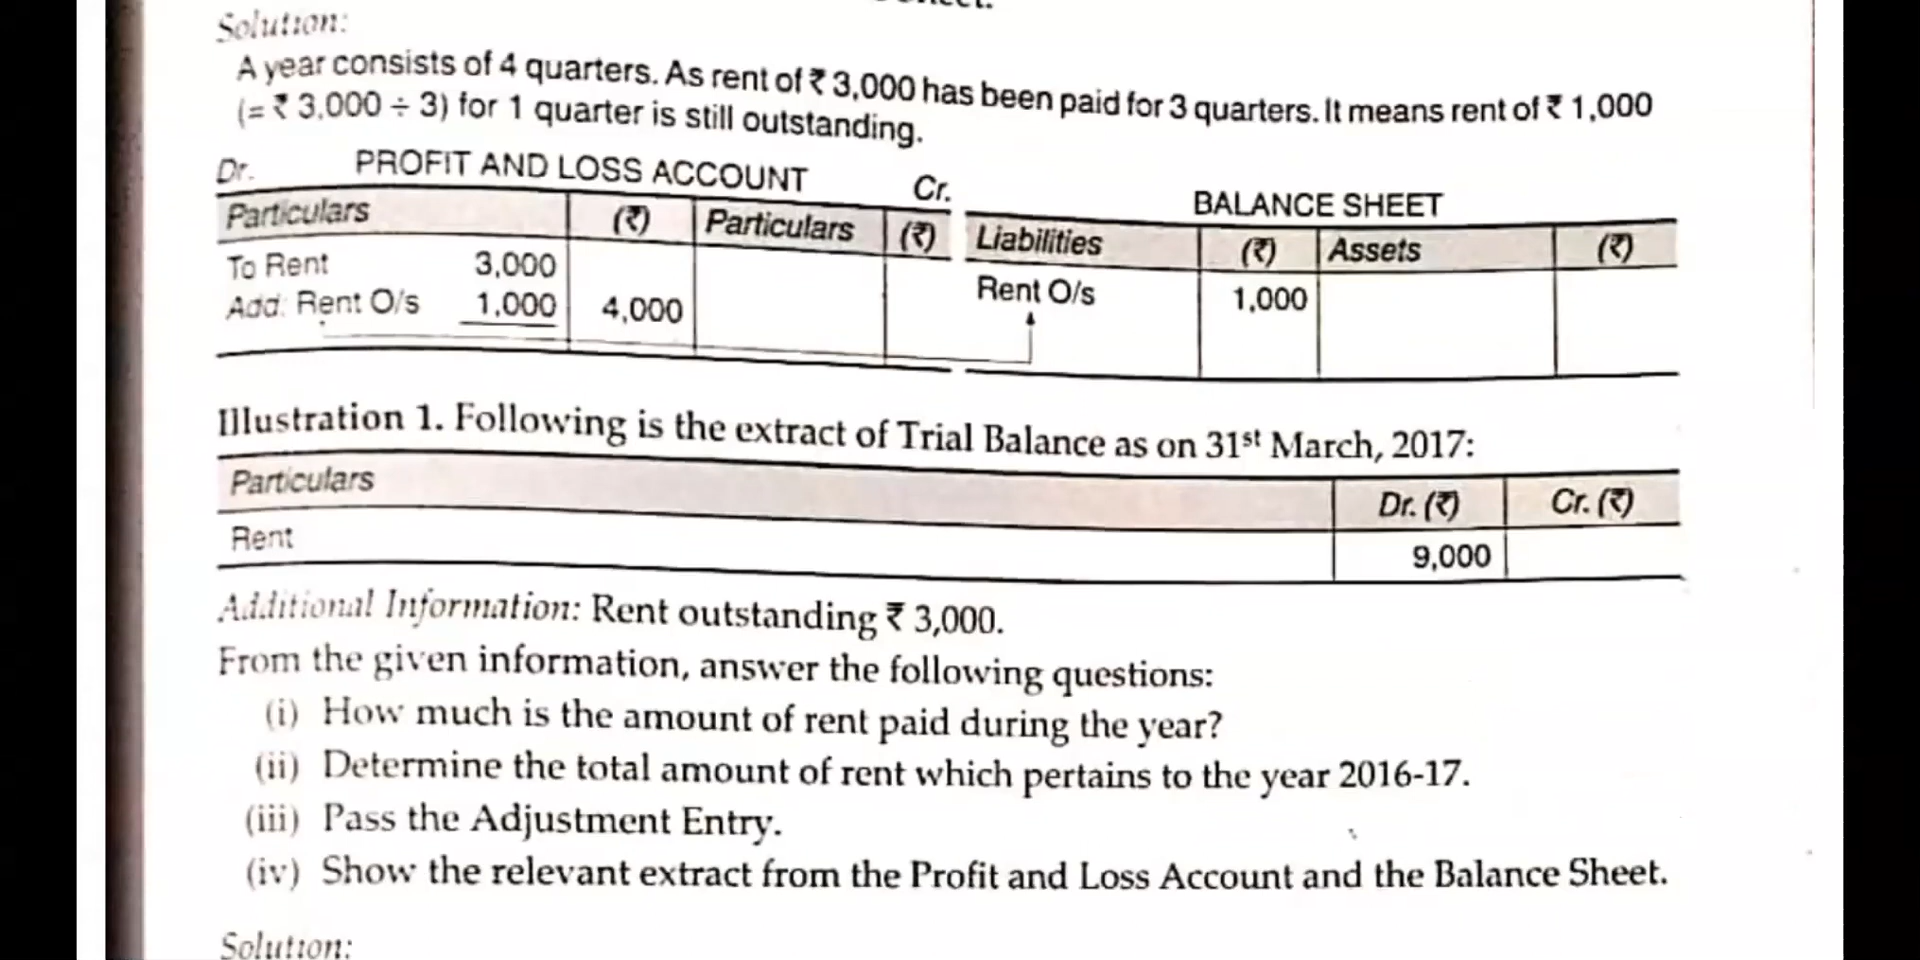 Solution:
A year consists of 4 quarters. As rent of ₹ 3,000 has been paid for 3 quarters. It means rent of ₹ 1,000
(= ₹ 3,000 ÷ 3) for 1 quarter is still outstanding.
Dr. PROFIT AND LOSS ACCOUNT Cr. BALANCE SHEET
Particulars (₹) Particulars (₹) Liabilities (₹) Assets (₹)
To Rent 3,000 Rent O/s 1,000
Add: Rent O/s 1,000 4,000
Illustration 1. Following is the extract of Trial Balance as on 31st March, 2017:
Particulars Dr. (₹) Cr. (₹)
Rent 9,000
Additional Information: Rent outstanding ₹ 3,000.
From the given information, answer the following questions:
(i) How much is the amount of rent paid during the year?
(ii) Determine the total amount of rent which pertains to the year 2016-17.
(iii) Pass the Adjustment Entry.
(iv) Show the relevant extract from the Profit and Loss Account and the Balance Sheet.
Solution: